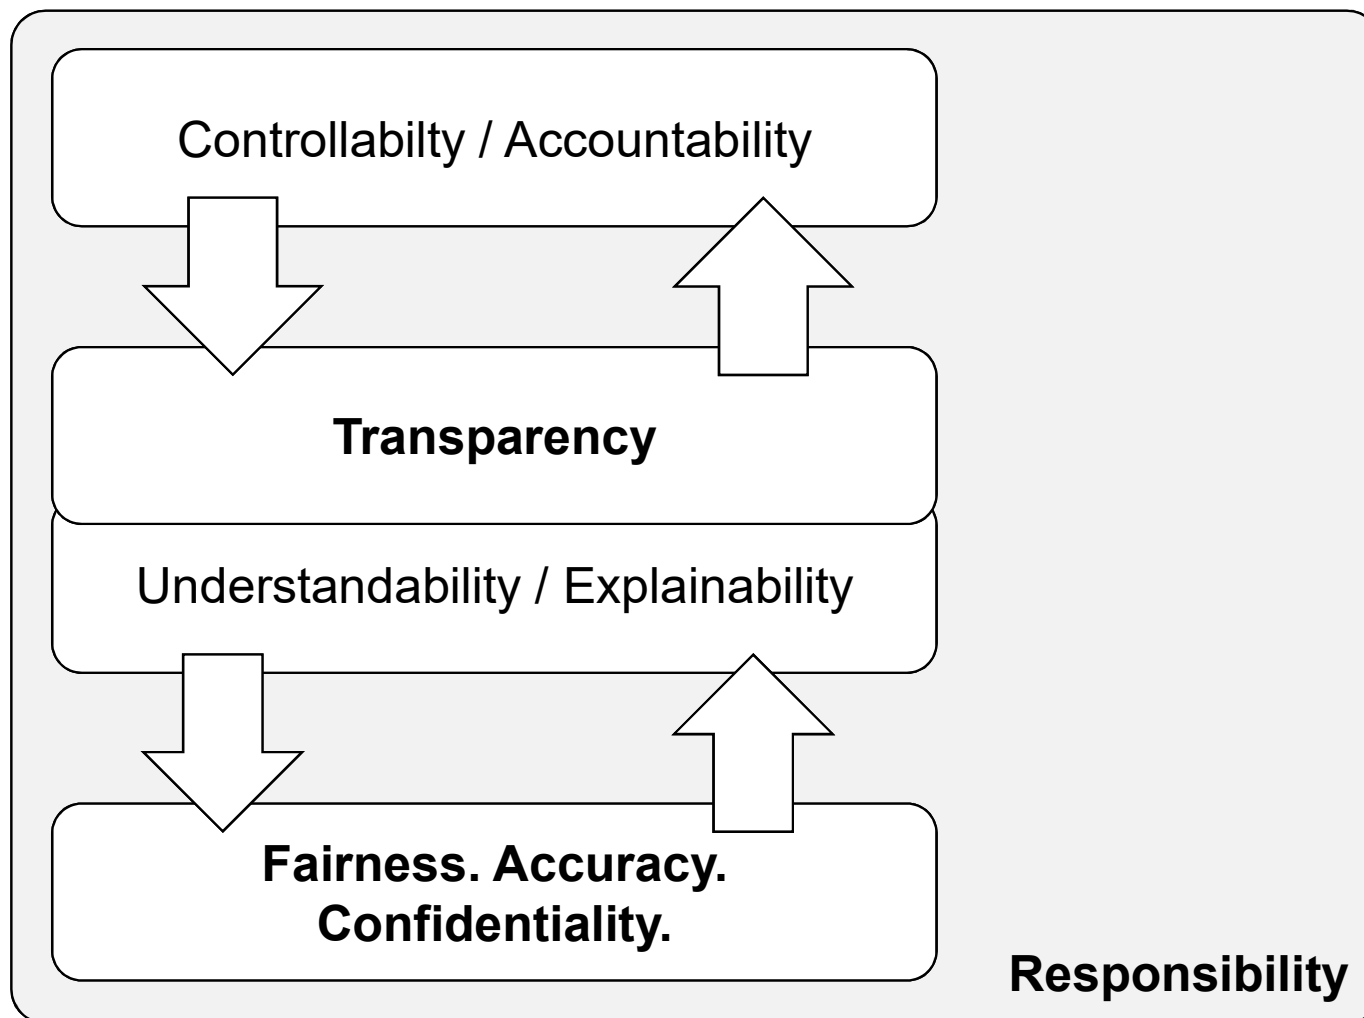 Controllabilty / Accountability
Transparency
Understandability / Explainability
Fairness. Accuracy.
Confidentiality.
Responsibility